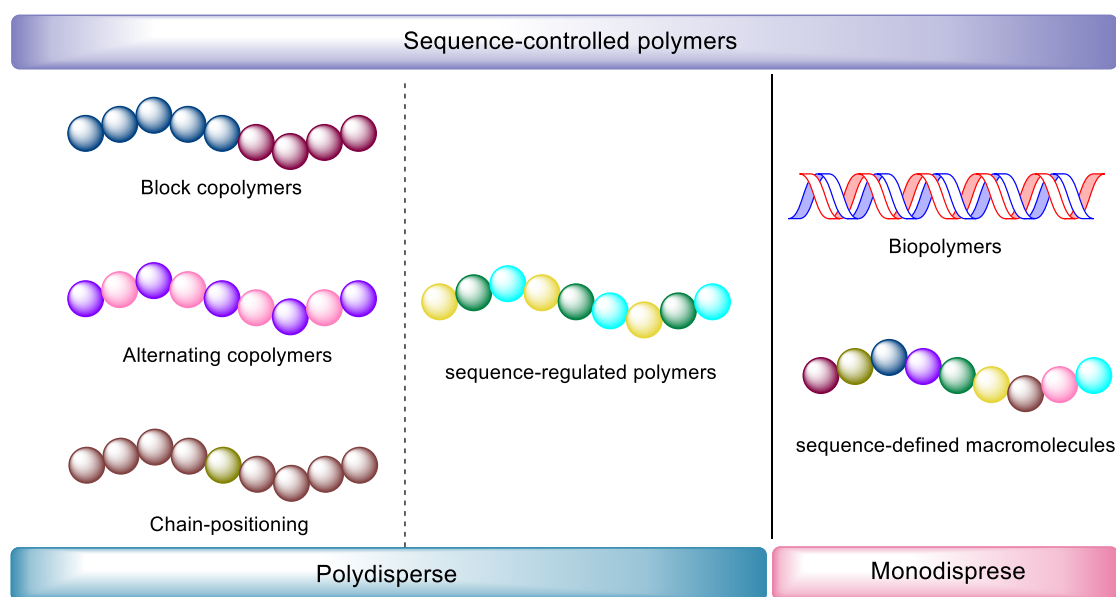 Sequence-controlled polymers
Block copolymers
Alternating copolymers
Chain-positioning
sequence-regulated polymers
Biopolymers
sequence-defined macromolecules
Polydisperse
Monodisprese